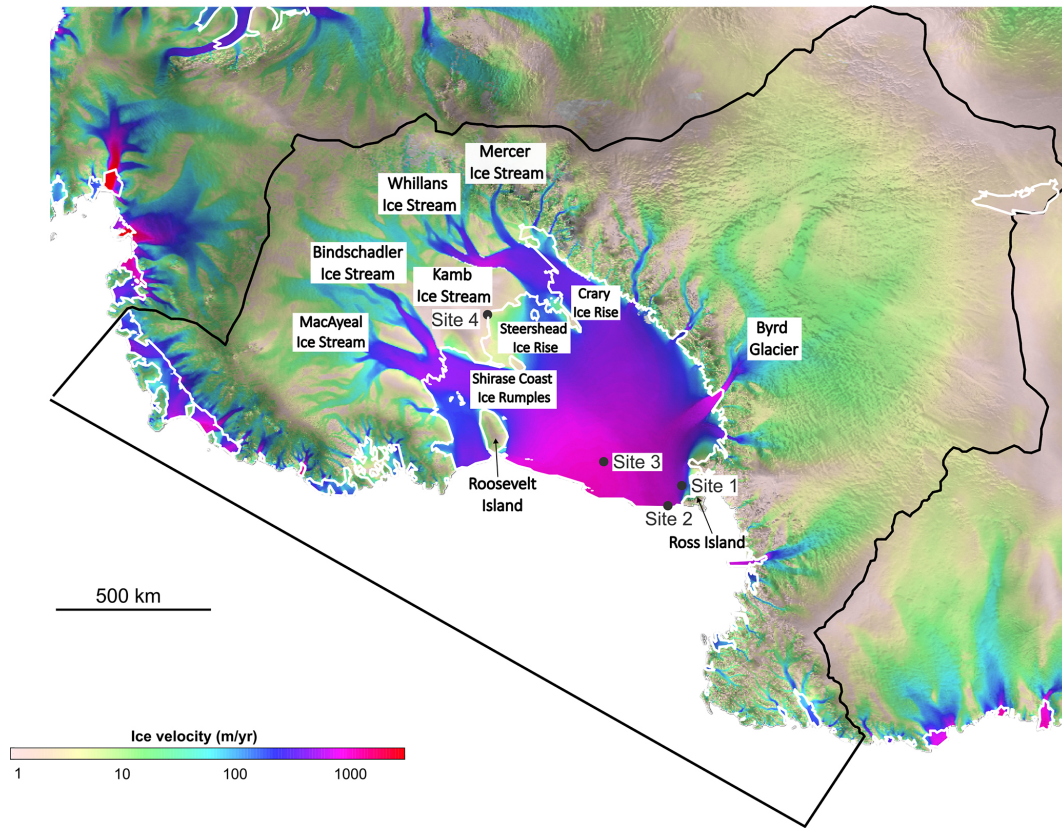 Mercer
Ice Stream
Whillans
Ice Stream
Bindschadler
Ice Stream
Kamb
Ice Stream
Site 4
Crary
Ice Rise
Steershead
Ice Rise
MacAyeal
Ice Stream
Byrd
Glacier
Shirase Coast
Ice Rumples
Site 3
Roosevelt
Island
Site 1
Site 2
Ross Island
500 km
Ice velocity (m/yr)
1 10 100 1000